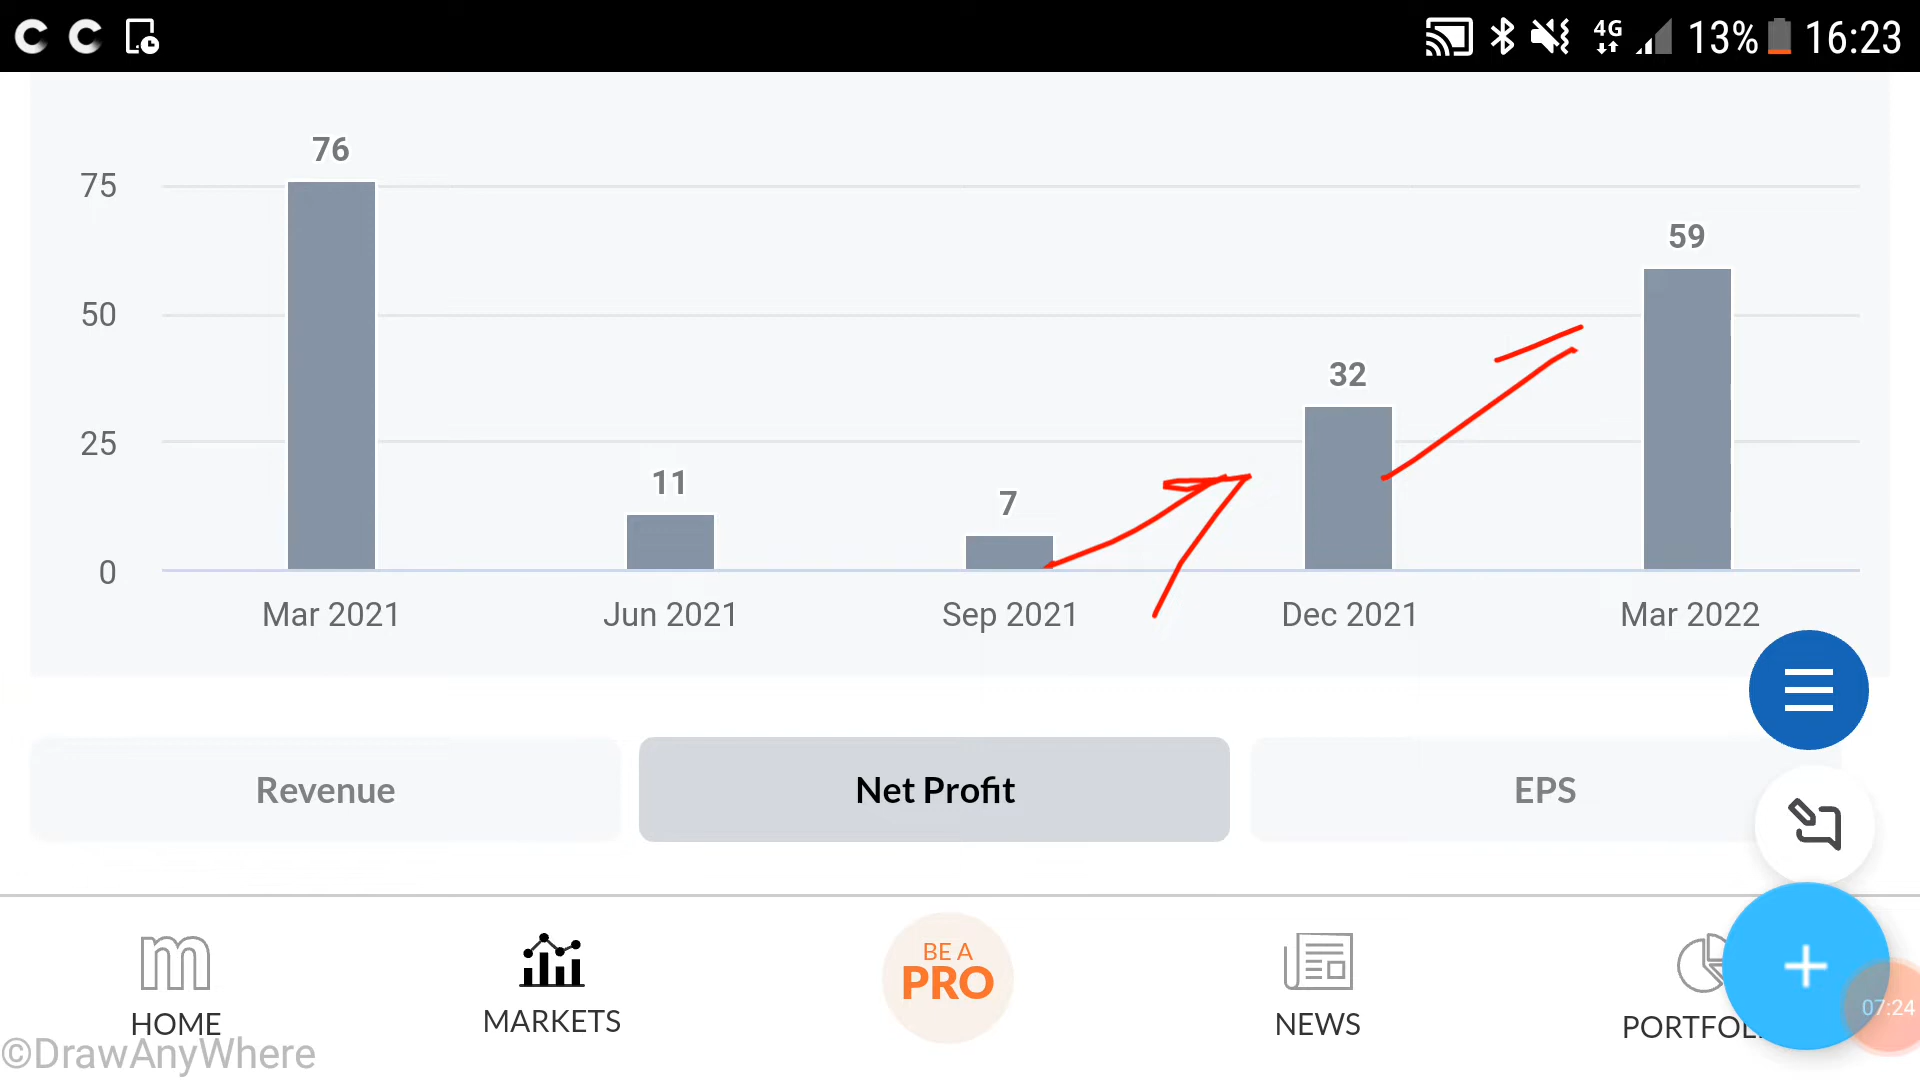 4G 13% 16:23
76
75
59
50
32
25
11
7
0
Mar 2021 Jun 2021 Sep 2021 Dec 2021 Mar 2022
Revenue Net Profit EPS
BE A
PRO
HOME MARKETS NEWS PORTFOL
07:24
©DrawAnyWhere